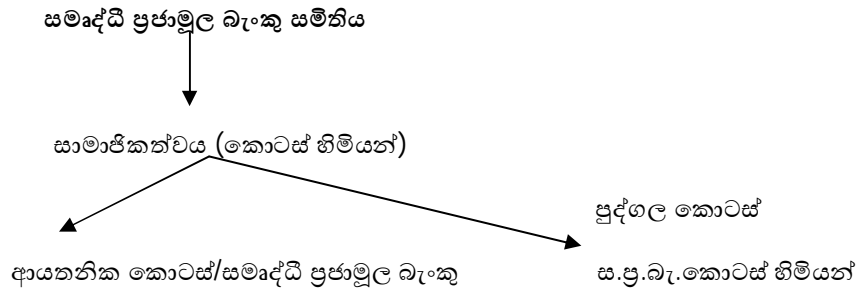 සමෘද්ධි ප්‍රජාමූල බැංකු සමිතිය
සාමාජිකත්වය (කොටස් හිමියන්)
පුද්ගල කොටස්
ආයතනික කොටස්/සමෘද්ධි ප්‍රජාමූල බැංකු
ස.ප්‍ර.බැ.කොටස් හිමියන්